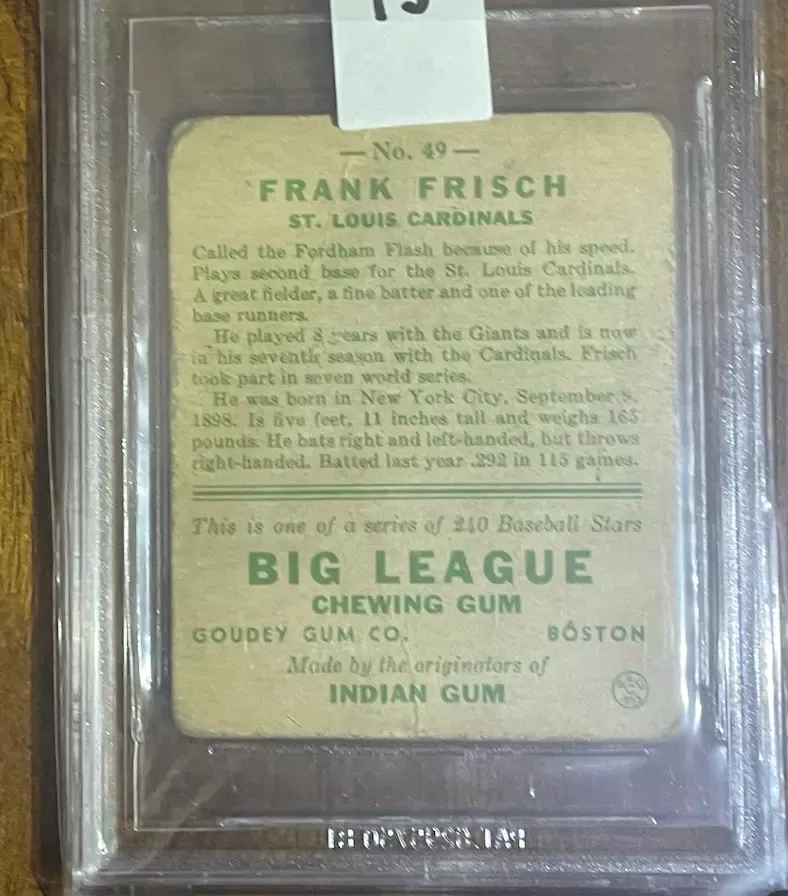 — No. 49 —
FRANK FRISCH
ST. LOUIS CARDINALS
Called the Fordham Flash because of his speed.
Plays second base for the St. Louis Cardinals.
A great fielder, a fine batter and one of the leading
base runners.
He played 8 years with the Giants and is now
in his seventh season with the Cardinals. Frisch
took part in seven world series.
He was born in New York City, September
1898. Is five feet, 11 inches tall and weighs 165
pounds. He bats right and left-handed, but throws
right-handed. Batted last year .292 in 115 games.
This is one of a series of 240 Baseball Stars
BIG LEAGUE
CHEWING GUM
GOUDEY GUM CO. BOSTON
Made by the originators of
INDIAN GUM